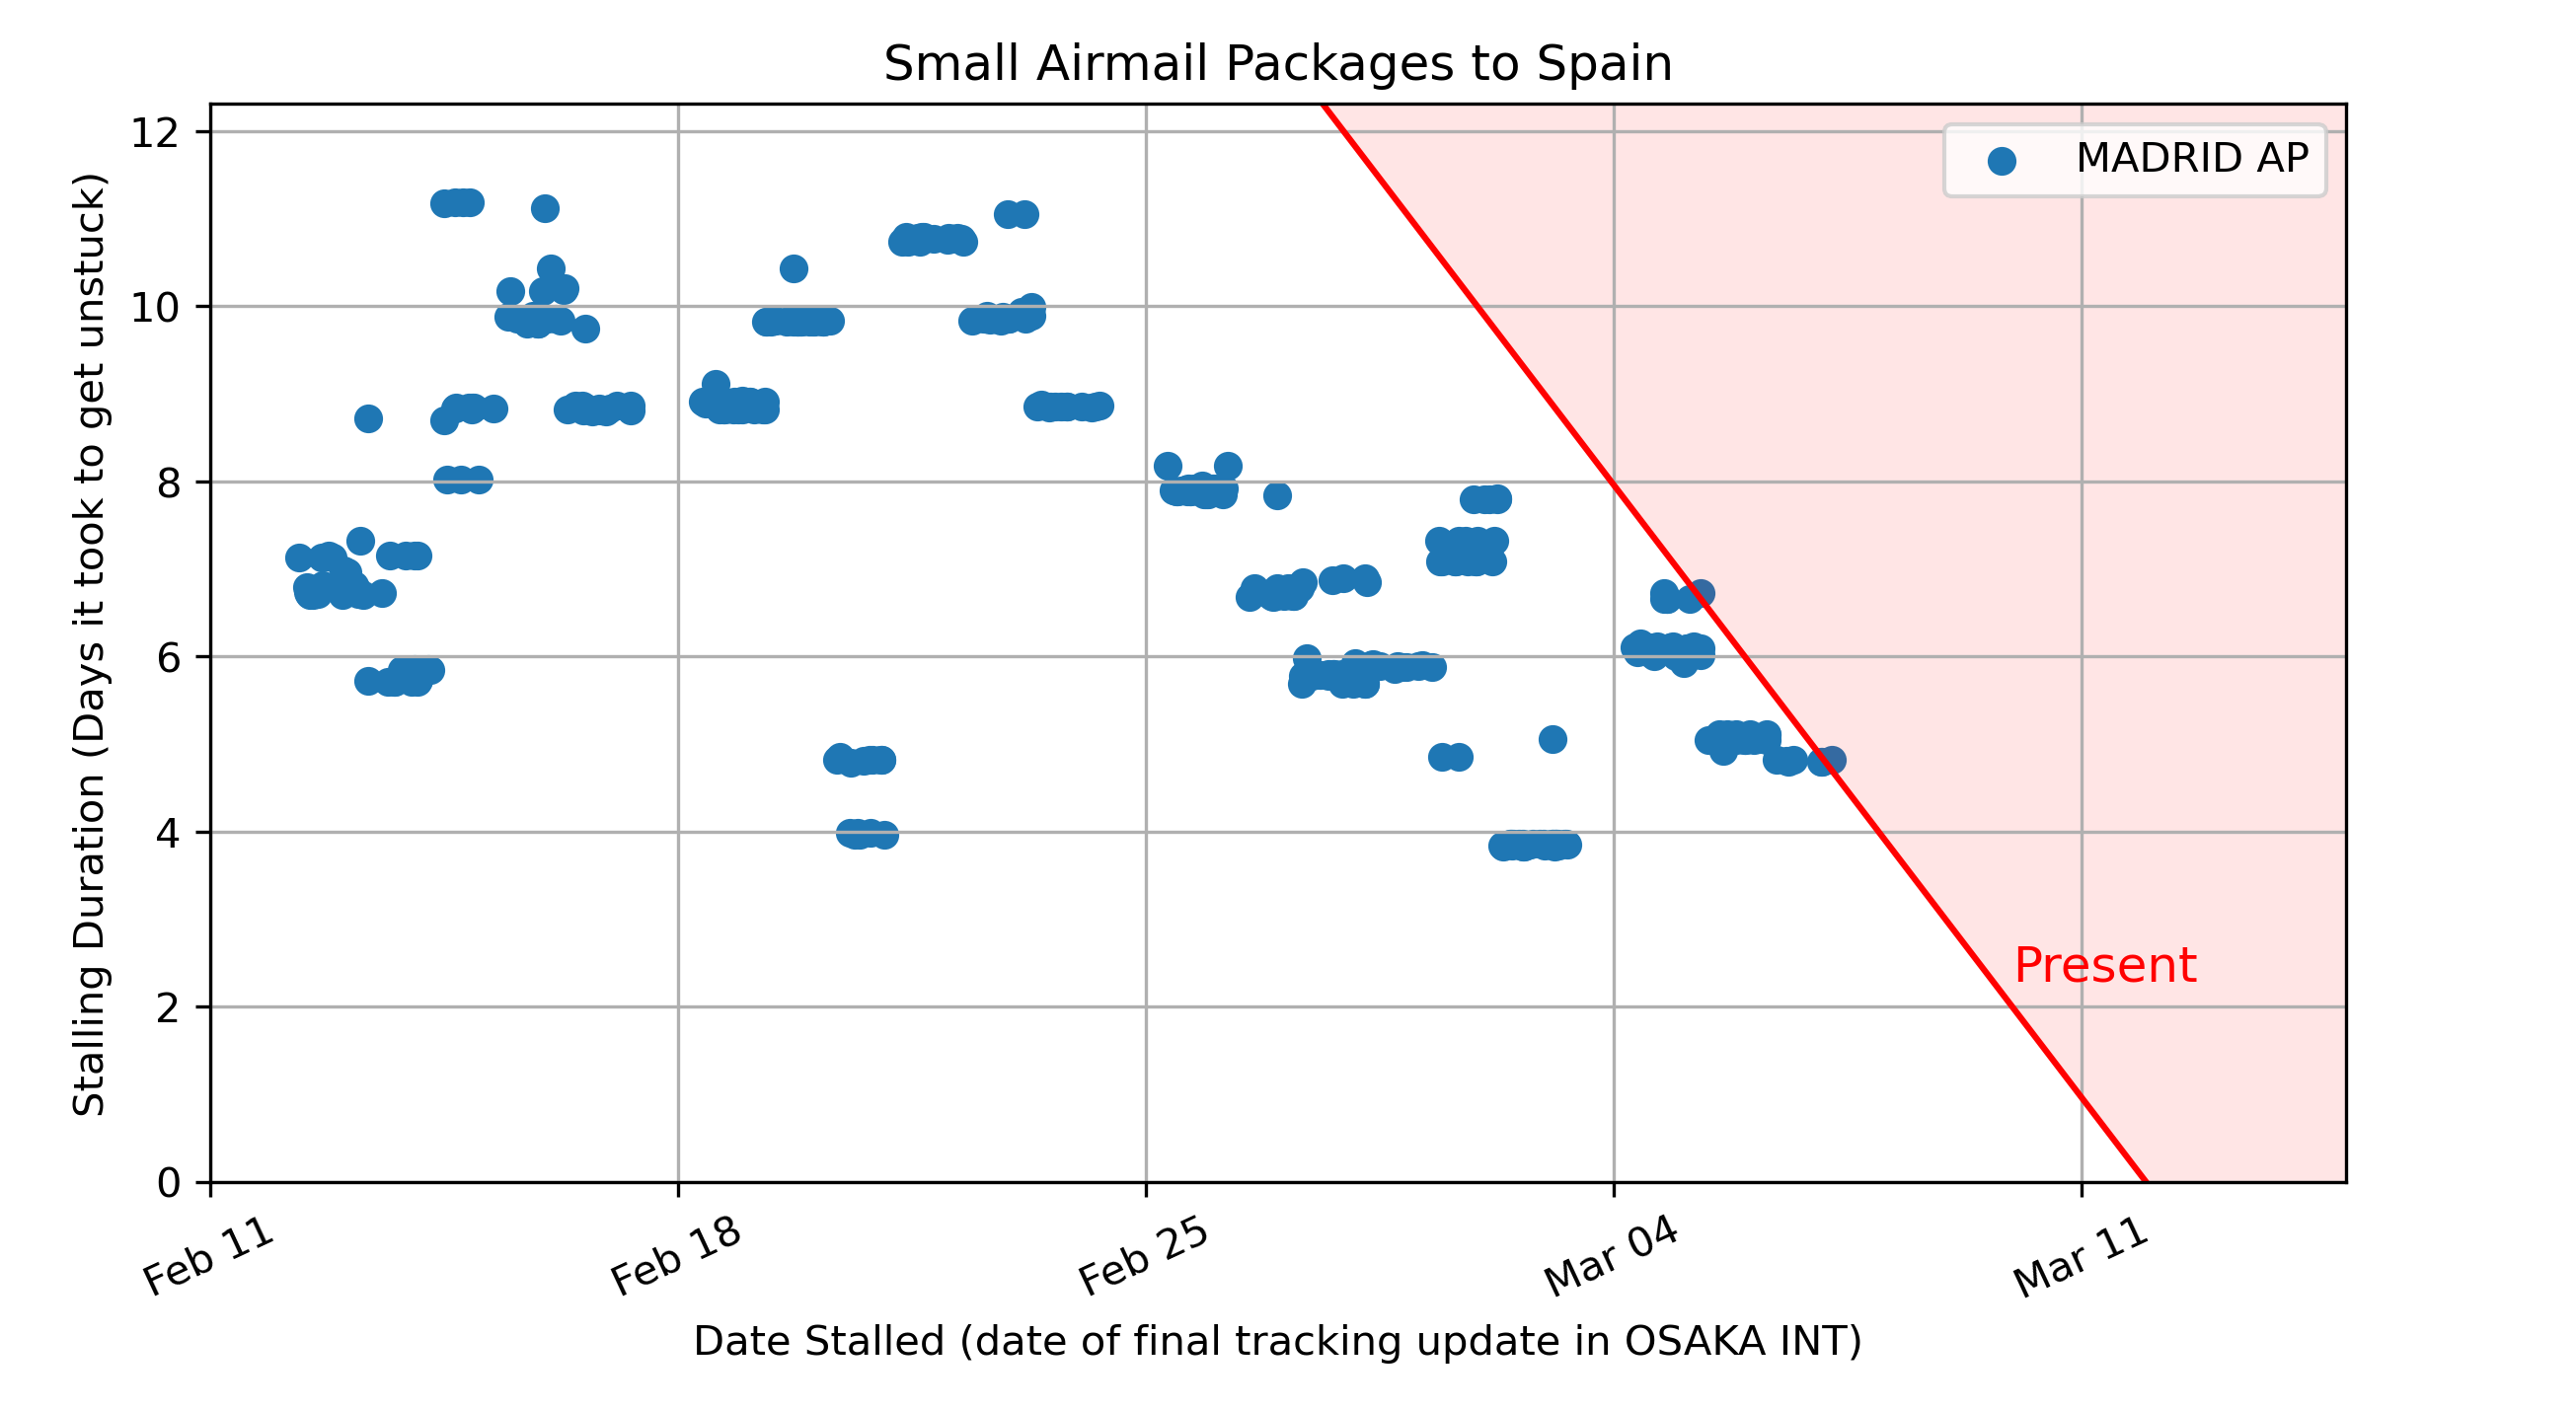 Small Airmail Packages to Spain
Stalling Duration (Days it took to get unstuck)
12
10
8
6
4
2
0
MADRID AP
Present
Feb 11
Feb 18
Feb 25
Mar 04
Mar 11
Date Stalled (date of final tracking update in OSAKA INT)